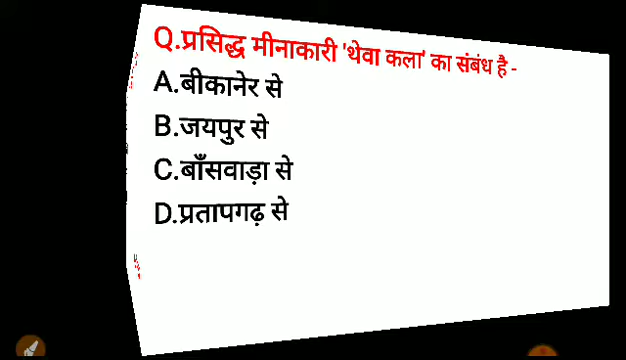 Q.प्रसिद्ध मीनाकारी 'थेवा कला' का संबंध है -
A.बीकानेर से
B.जयपुर से
C.बाँसवाड़ा से
D.प्रतापगढ़ से